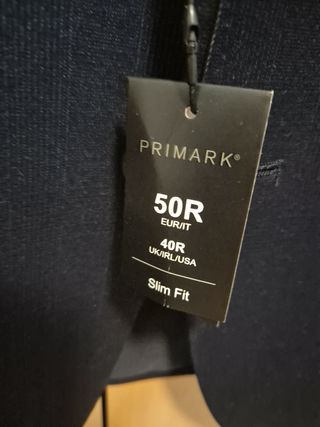 PRIMARK®
50R
EUR/IT
40R
UK/IRL/USA
Slim Fit